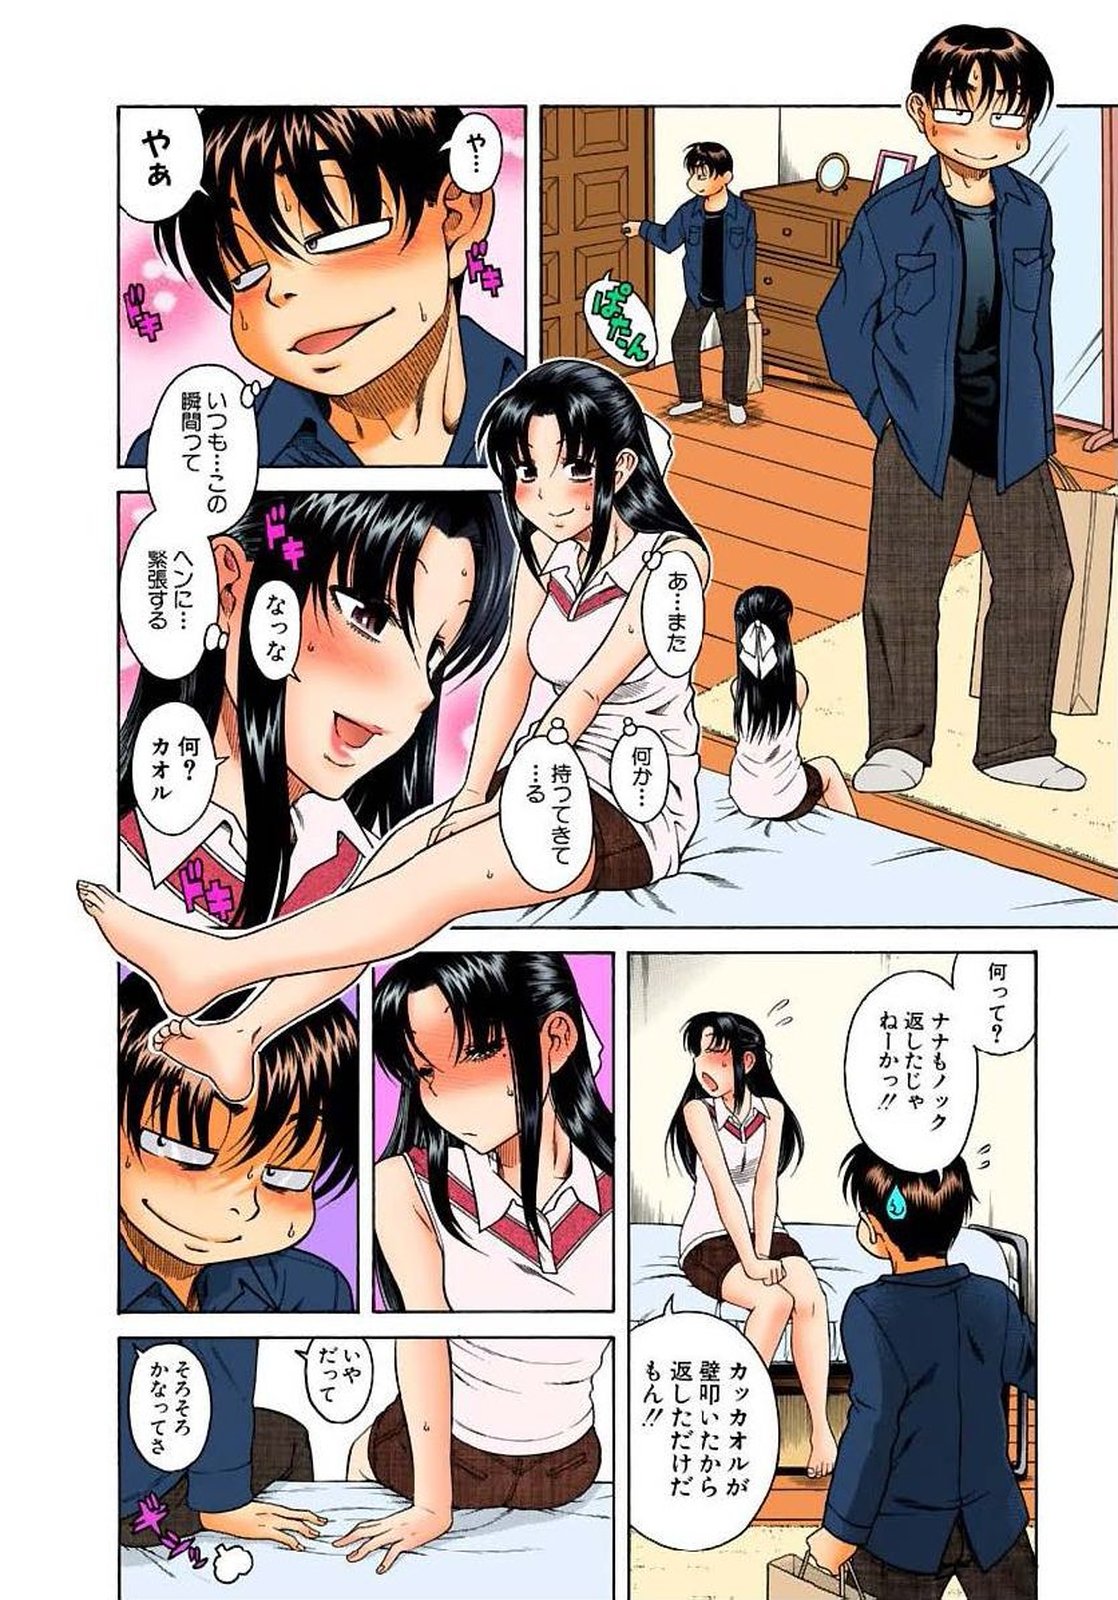 ぱたん
あ…また
何か…
持ってきて
…る
や…
やぁ
ドキ
ドキ
いつも…この
瞬間って
ヘンに…
緊張する
ドキ
なっな
何?
カオル
ドキ
何って?
ナナもノック
返したじゃ
ねーかっ!!
カッカオルが
壁叩いたから
返しただけだ
もん!!
いや
だって
そろそろ
かなってさ
ギシッ